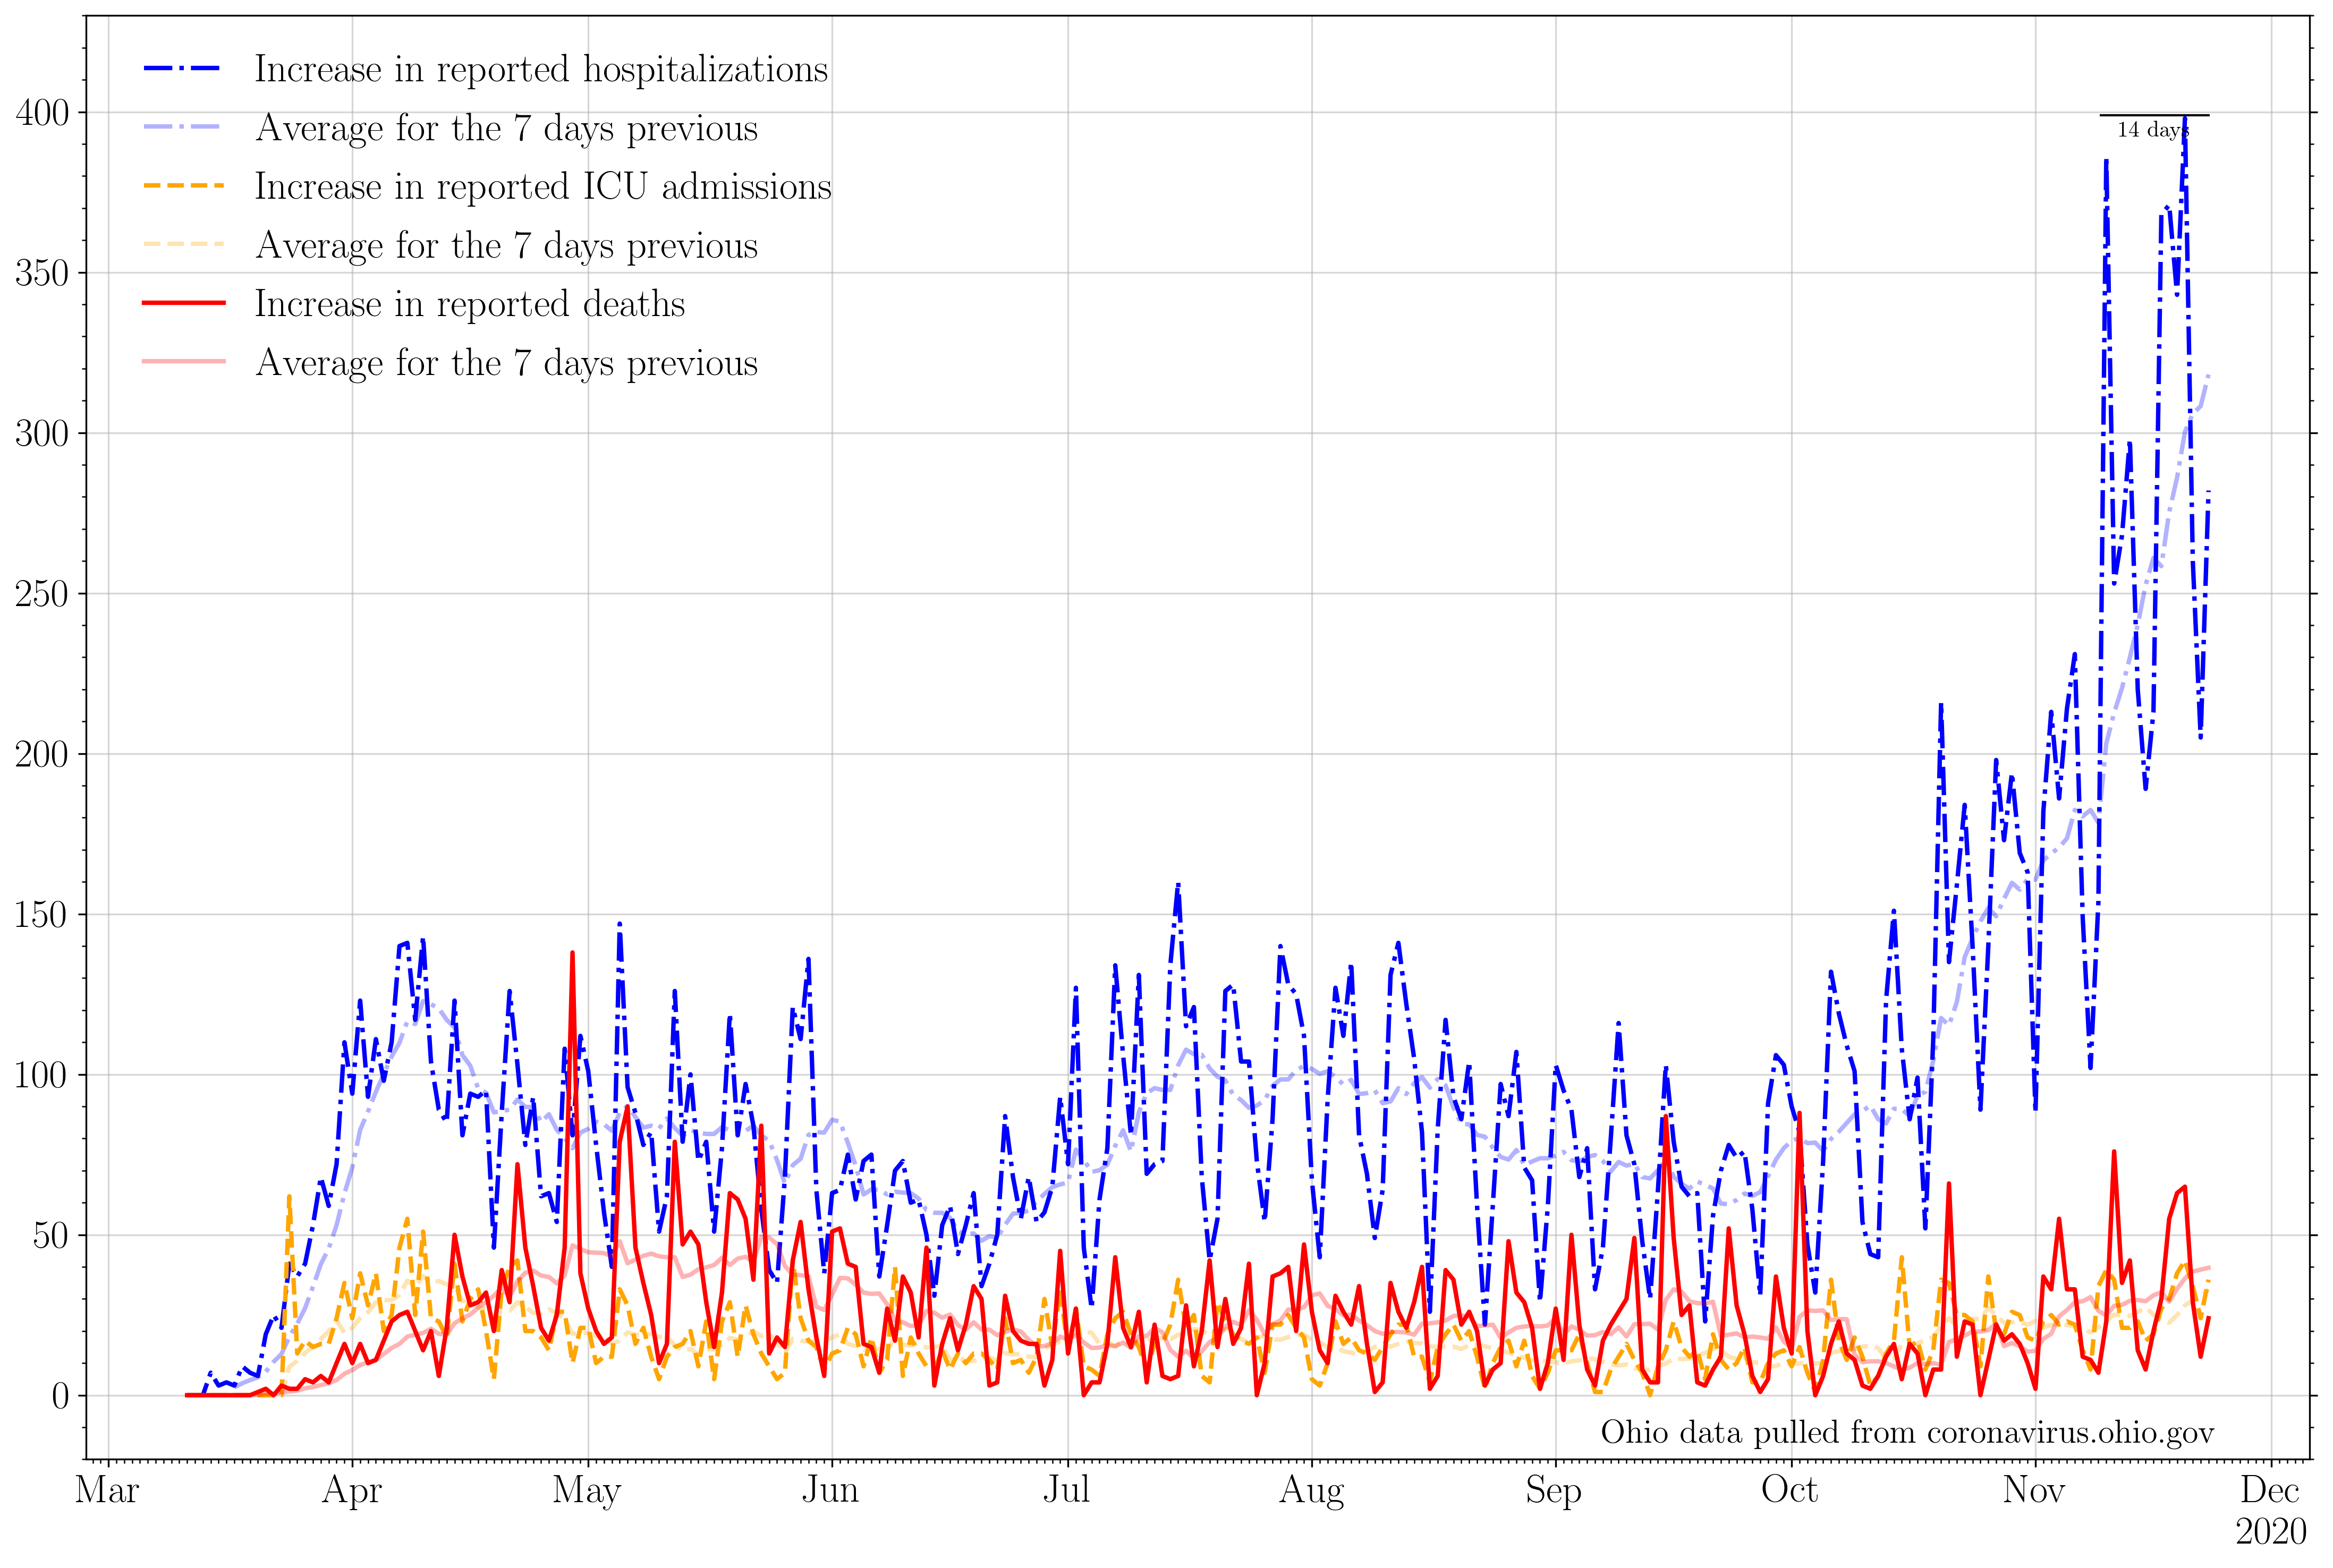 Increase in reported hospitalizations
Average for the 7 days previous
Increase in reported ICU admissions
Average for the 7 days previous
Increase in reported deaths
Average for the 7 days previous
14 days
400
350
300
250
200
150
100
50
0
Ohio data pulled from coronavirus.ohio.gov
Mar Apr May Jun Jul Aug Sep Oct Nov Dec
2020